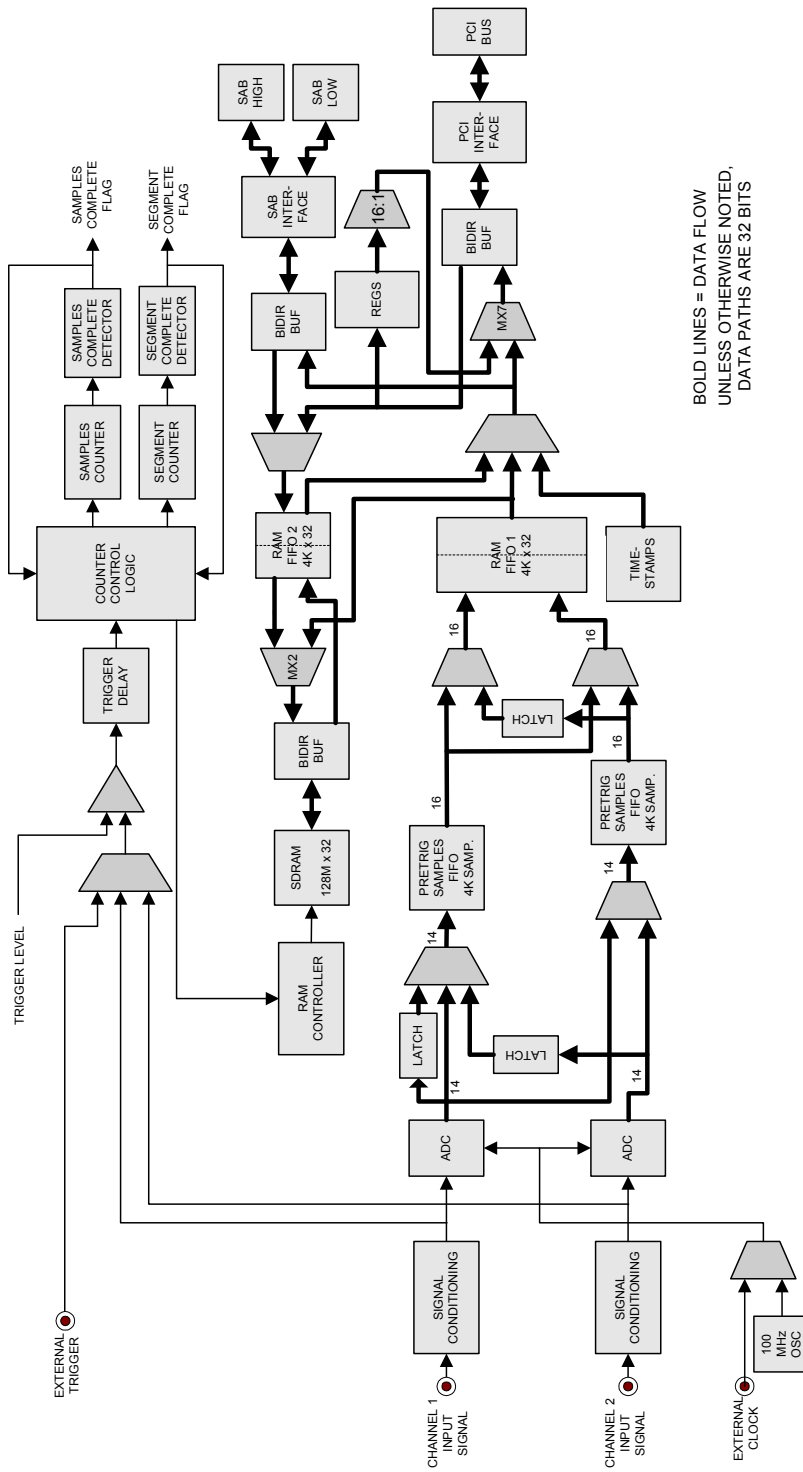 EXTERNAL
TRIGGER
TRIGGER LEVEL
TRIGGER
DELAY
COUNTER
CONTROL
LOGIC
SAMPLES
COUNTER
SAMPLES
COMPLETE
DETECTOR
SAMPLES
COMPLETE
FLAG
SEGMENT
COUNTER
SEGMENT
COMPLETE
DETECTOR
SEGMENT
COMPLETE
FLAG
RAM
CONTROLLER
SDRAM
128M x 32
BIDIR
BUF
MX2
RAM
FIFO 2
4K x 32
BIDIR
BUF
SAB
INTER-
FACE
SAB
HIGH
SAB
LOW
REGS
16:1
MX7
BIDIR
BUF
PCI
INTER-
FACE
PCI
BUS
CHANNEL 1
INPUT
SIGNAL
SIGNAL
CONDITIONING
ADC
14
LATCH
LATCH
14
PRETRIG
SAMPLES
FIFO
4K SAMP.
16
LATCH
16
RAM
FIFO 1
4K x 32
16
TIME-
STAMPS
CHANNEL 2
INPUT
SIGNAL
SIGNAL
CONDITIONING
ADC
14
14
PRETRIG
SAMPLES
FIFO
4K SAMP.
16
EXTERNAL
CLOCK
100
MHz
OSC
BOLD LINES = DATA FLOW
UNLESS OTHERWISE NOTED,
DATA PATHS ARE 32 BITS